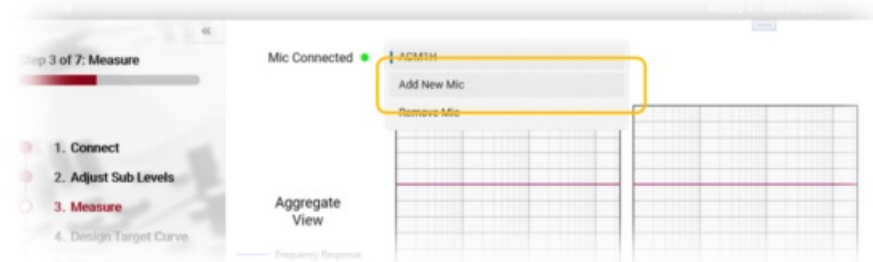 «
Step 3 of 7: Measure
Mic Connected
ACM1H
Add New Mic
Remove Mic
1. Connect
2. Adjust Sub Levels
3. Measure
4. Design Target Curve
Aggregate
View
Frequency Response